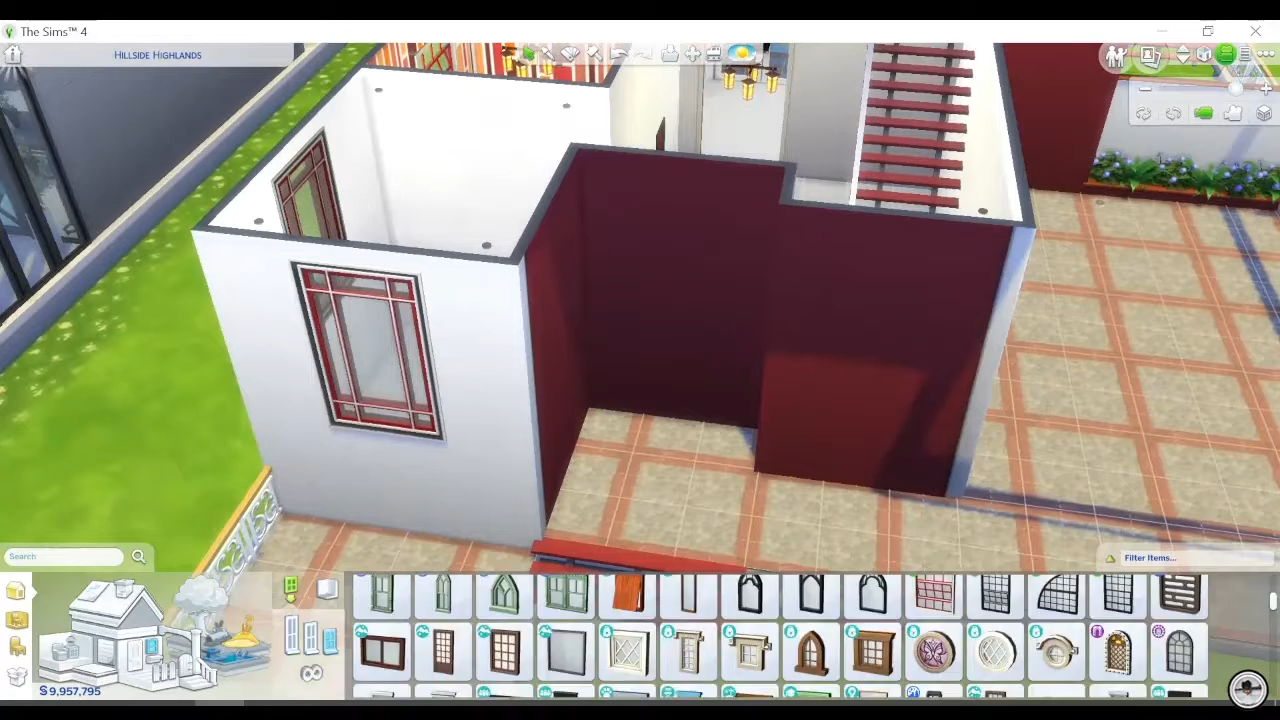 The Sims™ 4
HILLSIDE HIGHLANDS
Search
Filter Items...
§9,957,795